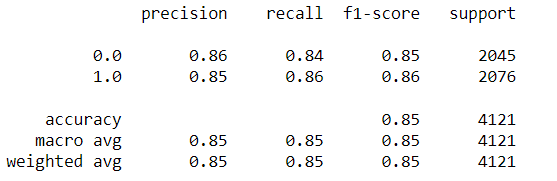 precision recall f1-score support
0.0 0.86 0.84 0.85 2045
1.0 0.85 0.86 0.86 2076
accuracy 0.85 4121
macro avg 0.85 0.85 0.85 4121
weighted avg 0.85 0.85 0.85 4121